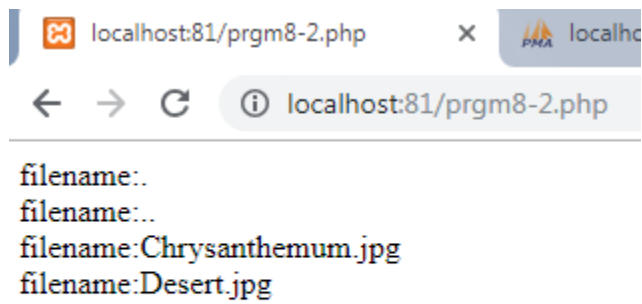 localhost:81/prgm8-2.php
PMA localho
localhost:81/prgm8-2.php
filename:.
filename:..
filename:Chrysanthemum.jpg
filename:Desert.jpg